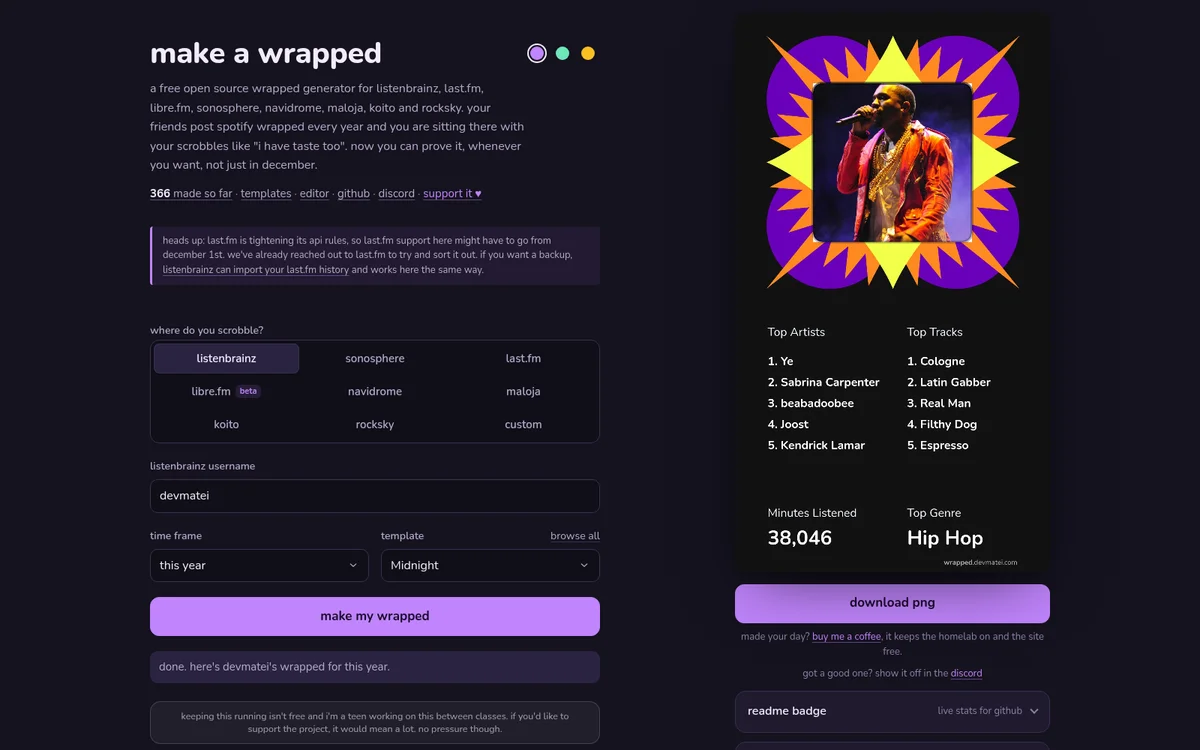 make a wrapped
a free open source wrapped generator for listenbrainz, last.fm,
libre.fm, sonosphere, navidrome, maloja, koito and rocksky. your
friends post spotify wrapped every year and you are sitting there with
your scrobbles like "i have taste too". now you can prove it, whenever
you want, not just in december.
366 made so far · templates · editor · github · discord · support it ♥
heads up: last.fm is tightening its api rules, so last.fm support here might have to go from
december 1st. we've already reached out to last.fm to try and sort it out. if you want a backup,
listenbrainz can import your last.fm history and works here the same way.
where do you scrobble?
listenbrainz sonosphere last.fm
libre.fm beta navidrome maloja
koito rocksky custom
listenbrainz username
devmatei
time frame template browse all
this year Midnight
make my wrapped
done. here's devmatei's wrapped for this year.
keeping this running isn't free and i'm a teen working on this between classes. if you'd like to
support the project, it would mean a lot. no pressure though.
Top Artists Top Tracks
1. Ye 1. Cologne
2. Sabrina Carpenter 2. Latin Gabber
3. beabadoobee 3. Real Man
4. Joost 4. Filthy Dog
5. Kendrick Lamar 5. Espresso
Minutes Listened Top Genre
38,046 Hip Hop
wrapped.devmatei.com
download png
made your day? buy me a coffee, it keeps the homelab on and the site
free.
got a good one? show it off in the discord
readme badge live stats for github